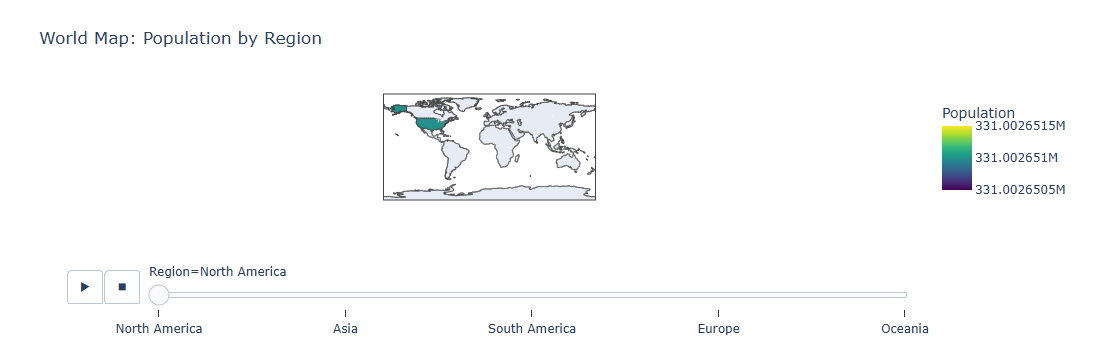 World Map: Population by Region
Population
331.0026515M
331.002651M
331.0026505M
Region=North America
North America
Asia
South America
Europe
Oceania